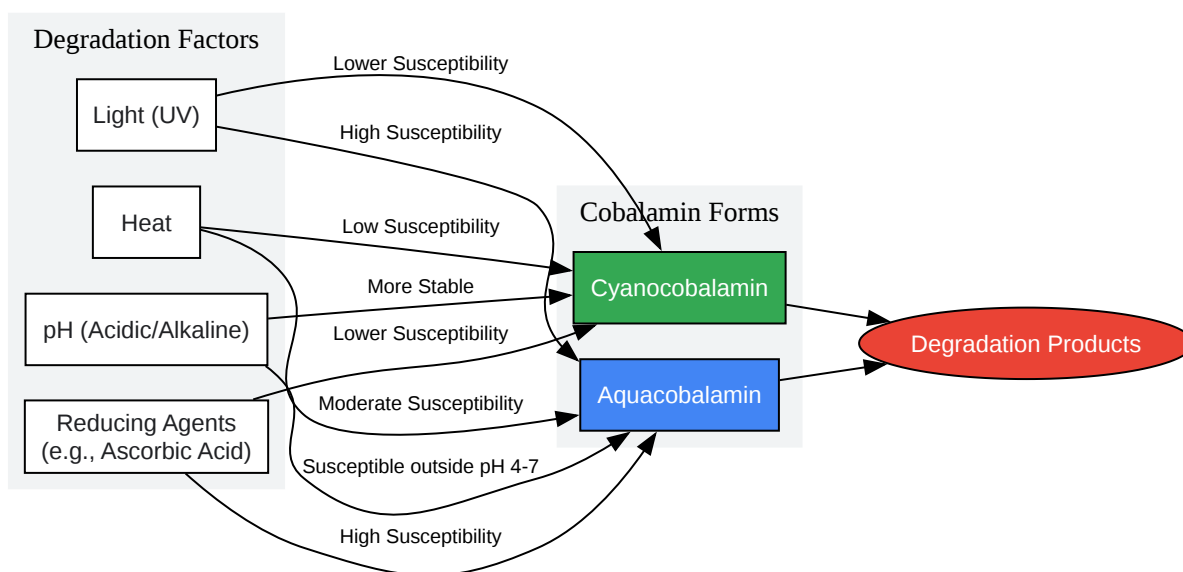 Degradation Factors
Light (UV)
Heat
pH (Acidic/Alkaline)
Reducing Agents
(e.g., Ascorbic Acid)
Lower Susceptibility
High Susceptibility
Low Susceptibility
More Stable
Lower Susceptibility
Moderate Susceptibility
Susceptible outside pH 4-7
High Susceptibility
Cobalamin Forms
Cyanocobalamin
Aquacobalamin
Degradation Products